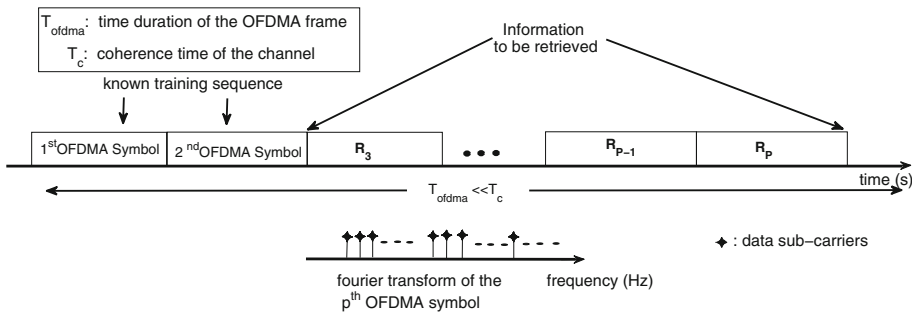 T_ofdma: time duration of the OFDMA frame
T_c: coherence time of the channel
known training sequence
Information
to be retrieved
1st OFDMA Symbol
2nd OFDMA Symbol
R_3
R_P-1
R_P
time (s)
T_ofdma <<T_c
: data sub-carriers
fourier transform of the
pth OFDMA symbol
frequency (Hz)